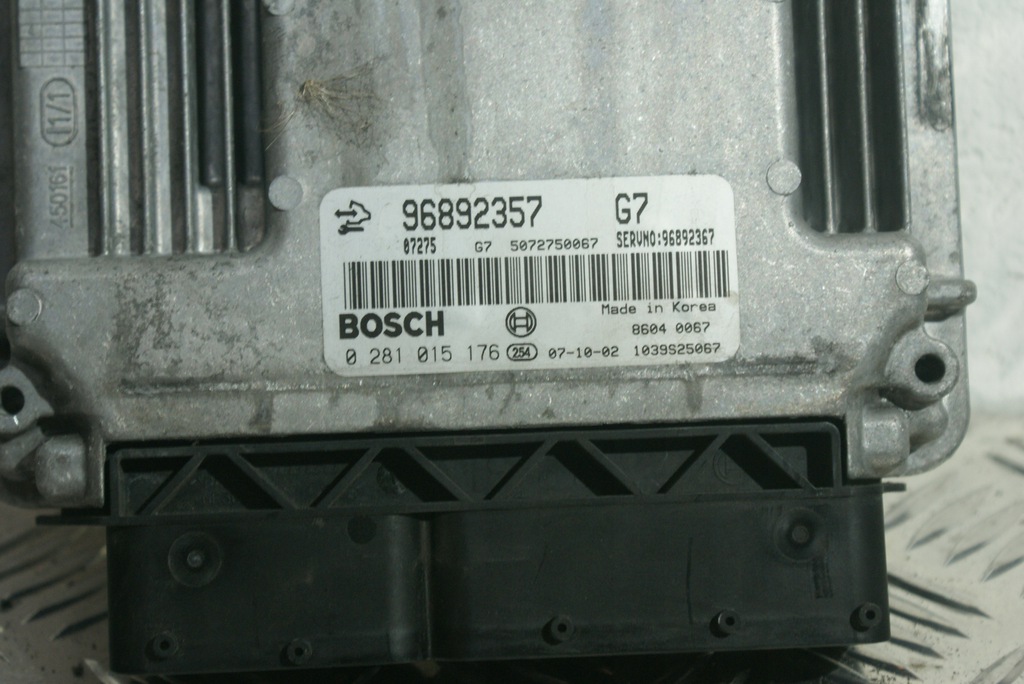 11/1
450161
96892357 G7
07275 G7 5072750067 SERVNO:96892367
Made in Korea
BOSCH 8604 0067
0 281 015 176 254 07-10-02 1039S25067